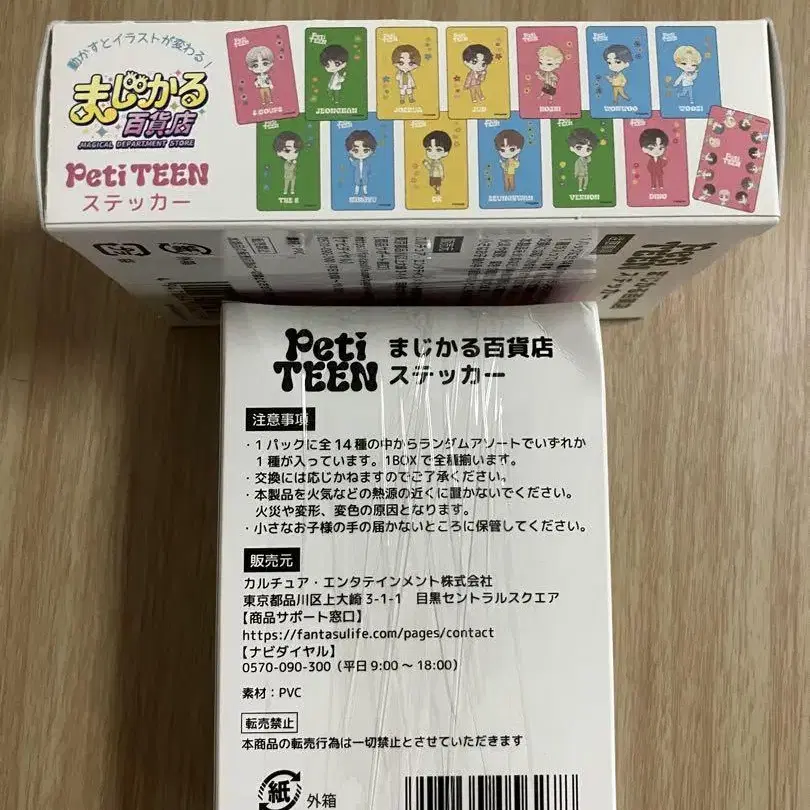 動かすとイラストが変わる!
まじかる
百貨店
MAGICAL DEPARTMENT STORE
Peti TEEN
ステッカー
S.COUPS
JEONGHAN
JOSHUA
JUN
HOSHI
WONWOO
WOOZI
THE 8
MINGYU
DK
SEUNGKWAN
VERNON
DINO
Peti
TEEN
まじかる百貨店
ステッカー
注意事項
・1パックに全14種の中からランダムアソートでいずれか
1種が入っています。1BOXで全種揃います。
・交換には応じかねますのでご了承ください。
・本製品を火気などの熱源の近くに置かないでください。
火災や変形、変色の原因となります。
・小さなお子様の手の届かないところに保管してください。
販売元
カルチュア・エンタテインメント株式会社
東京都品川区上大崎3-1-1 目黒セントラルスクエア
【商品サポート窓口】
https://fantasulife.com/pages/contact
【ナビダイヤル】
0570-090-300(平日9:00~18:00)
素材:PVC
転売禁止
本商品の転売行為は一切禁止とさせていただきます
紙
外箱